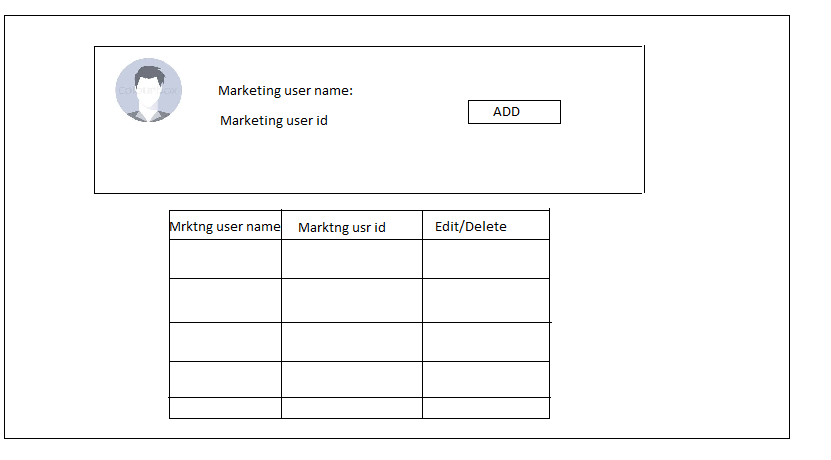 Marketing user name:
Marketing user id
ADD
Mrktng user name
Marktng usr id
Edit/Delete